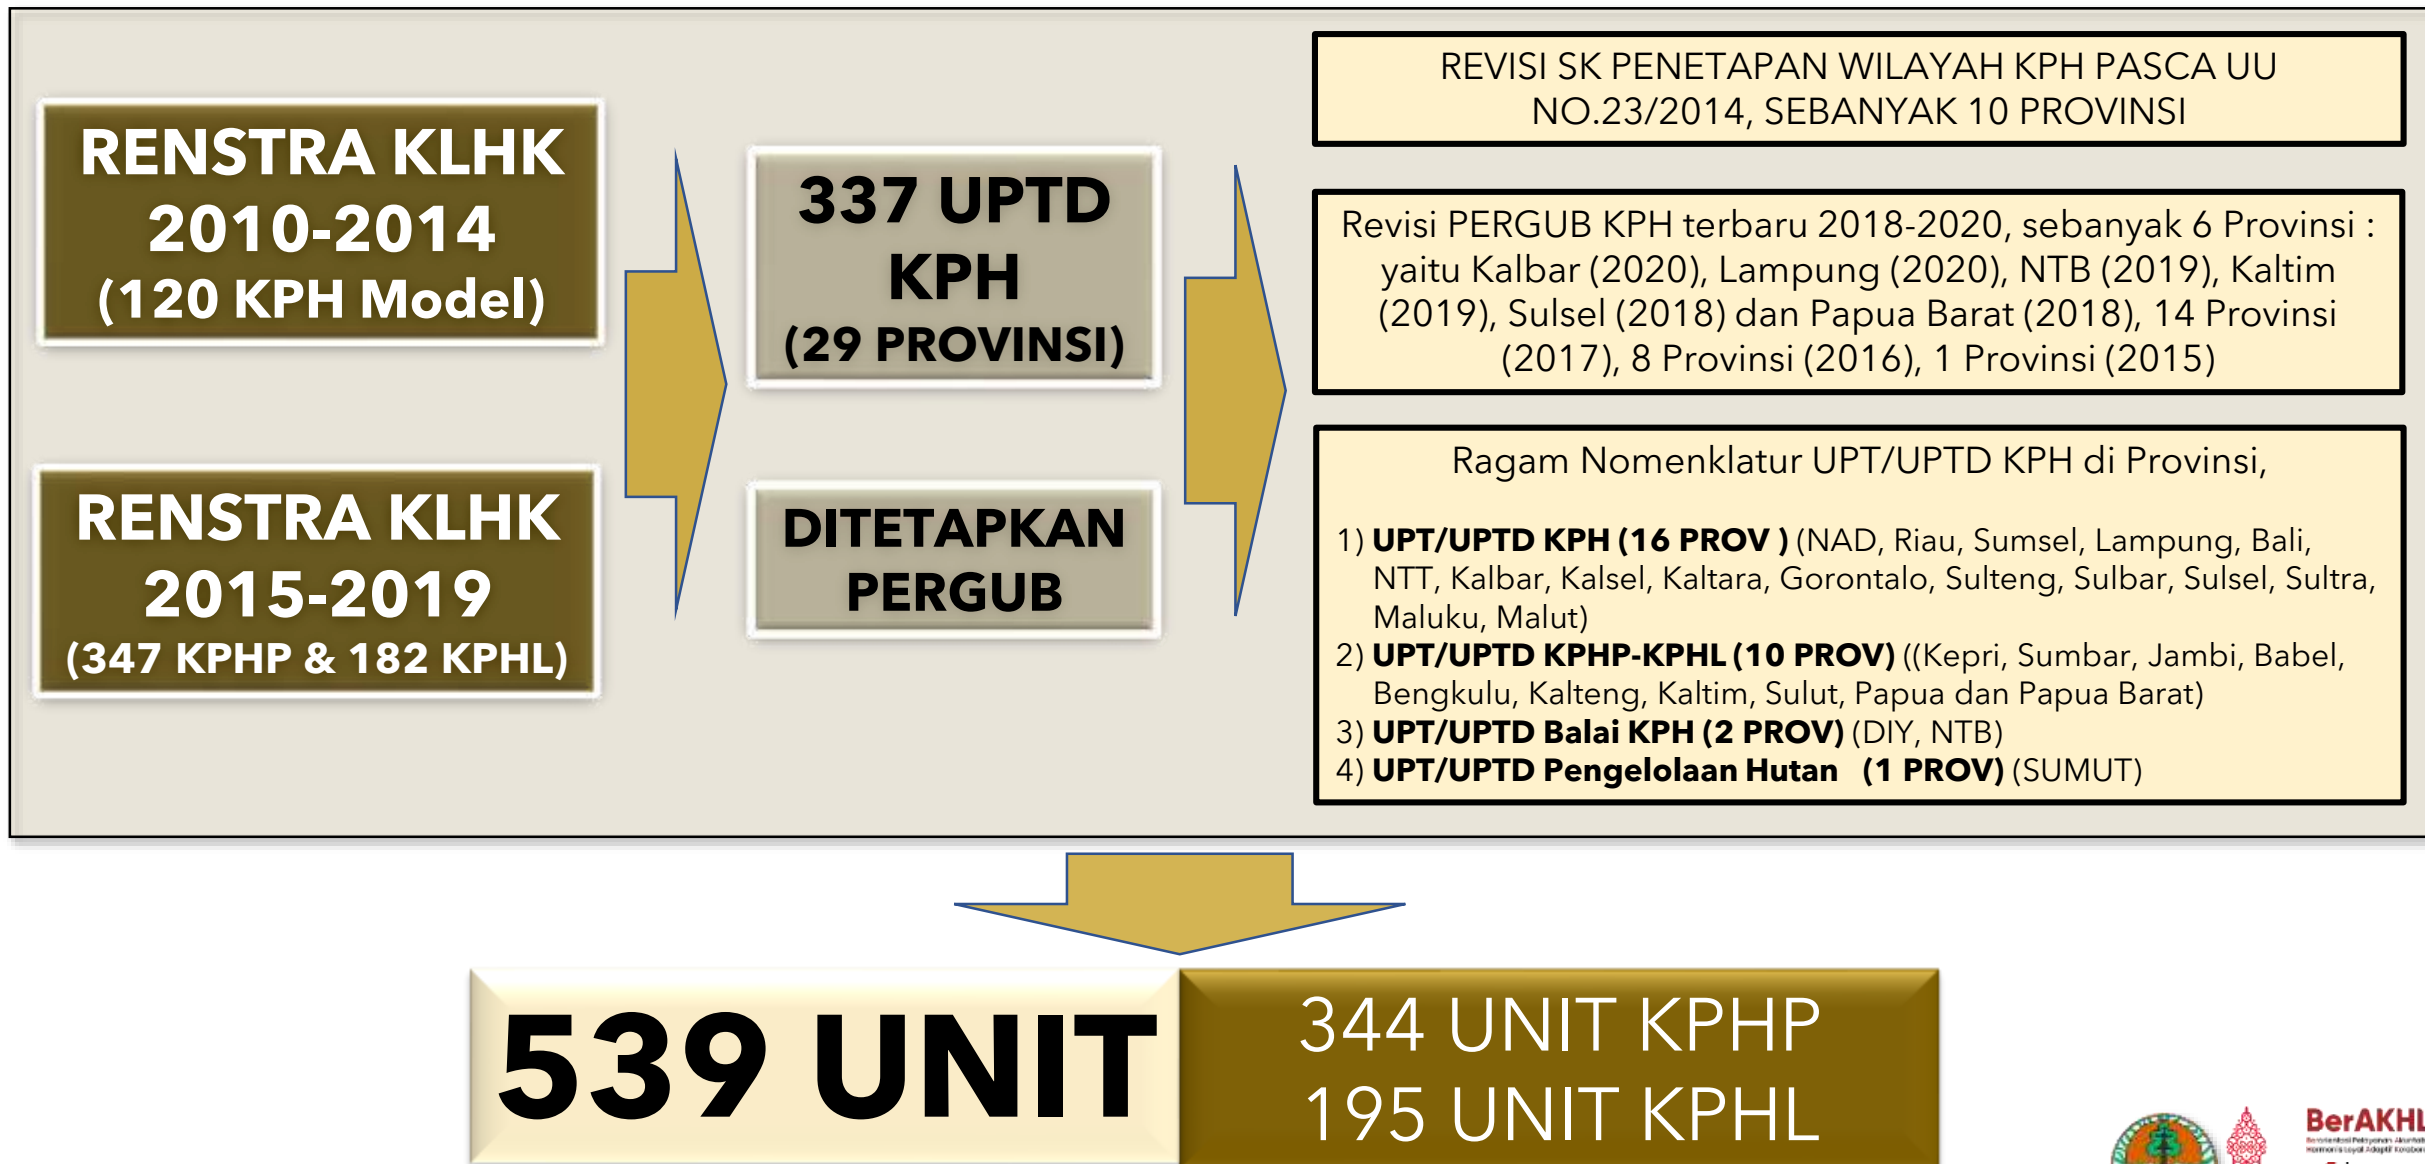 RENSTRA KLHK
2010-2014
(120 KPH Model)
RENSTRA KLHK
2015-2019
(347 KPHP & 182 KPHL)
337 UPTD
KPH
(29 PROVINSI)
DITETAPKAN
PERGUB
REVISI SK PENETAPAN WILAYAH KPH PASCA UU
NO.23/2014, SEBANYAK 10 PROVINSI
Revisi PERGUB KPH terbaru 2018-2020, sebanyak 6 Provinsi :
yaitu Kalbar (2020), Lampung (2020), NTB (2019), Kaltim
(2019), Sulsel (2018) dan Papua Barat (2018), 14 Provinsi
(2017), 8 Provinsi (2016), 1 Provinsi (2015)
Ragam Nomenklatur UPT/UPTD KPH di Provinsi,
1) UPT/UPTD KPH (16 PROV ) (NAD, Riau, Sumsel, Lampung, Bali,
NTT, Kalbar, Kalsel, Kaltara, Gorontalo, Sulteng, Sulbar, Sulsel, Sultra,
Maluku, Malut)
2) UPT/UPTD KPHP-KPHL (10 PROV) ((Kepri, Sumbar, Jambi, Babel,
Bengkulu, Kalteng, Kaltim, Sulut, Papua dan Papua Barat)
3) UPT/UPTD Balai KPH (2 PROV) (DIY, NTB)
4) UPT/UPTD Pengelolaan Hutan (1 PROV) (SUMUT)
539 UNIT
344 UNIT KPHP
195 UNIT KPHL
BerAKHL
Berorientasi Pelayanan Akuntab
Harmonis Loyal Adaptif Kolabor